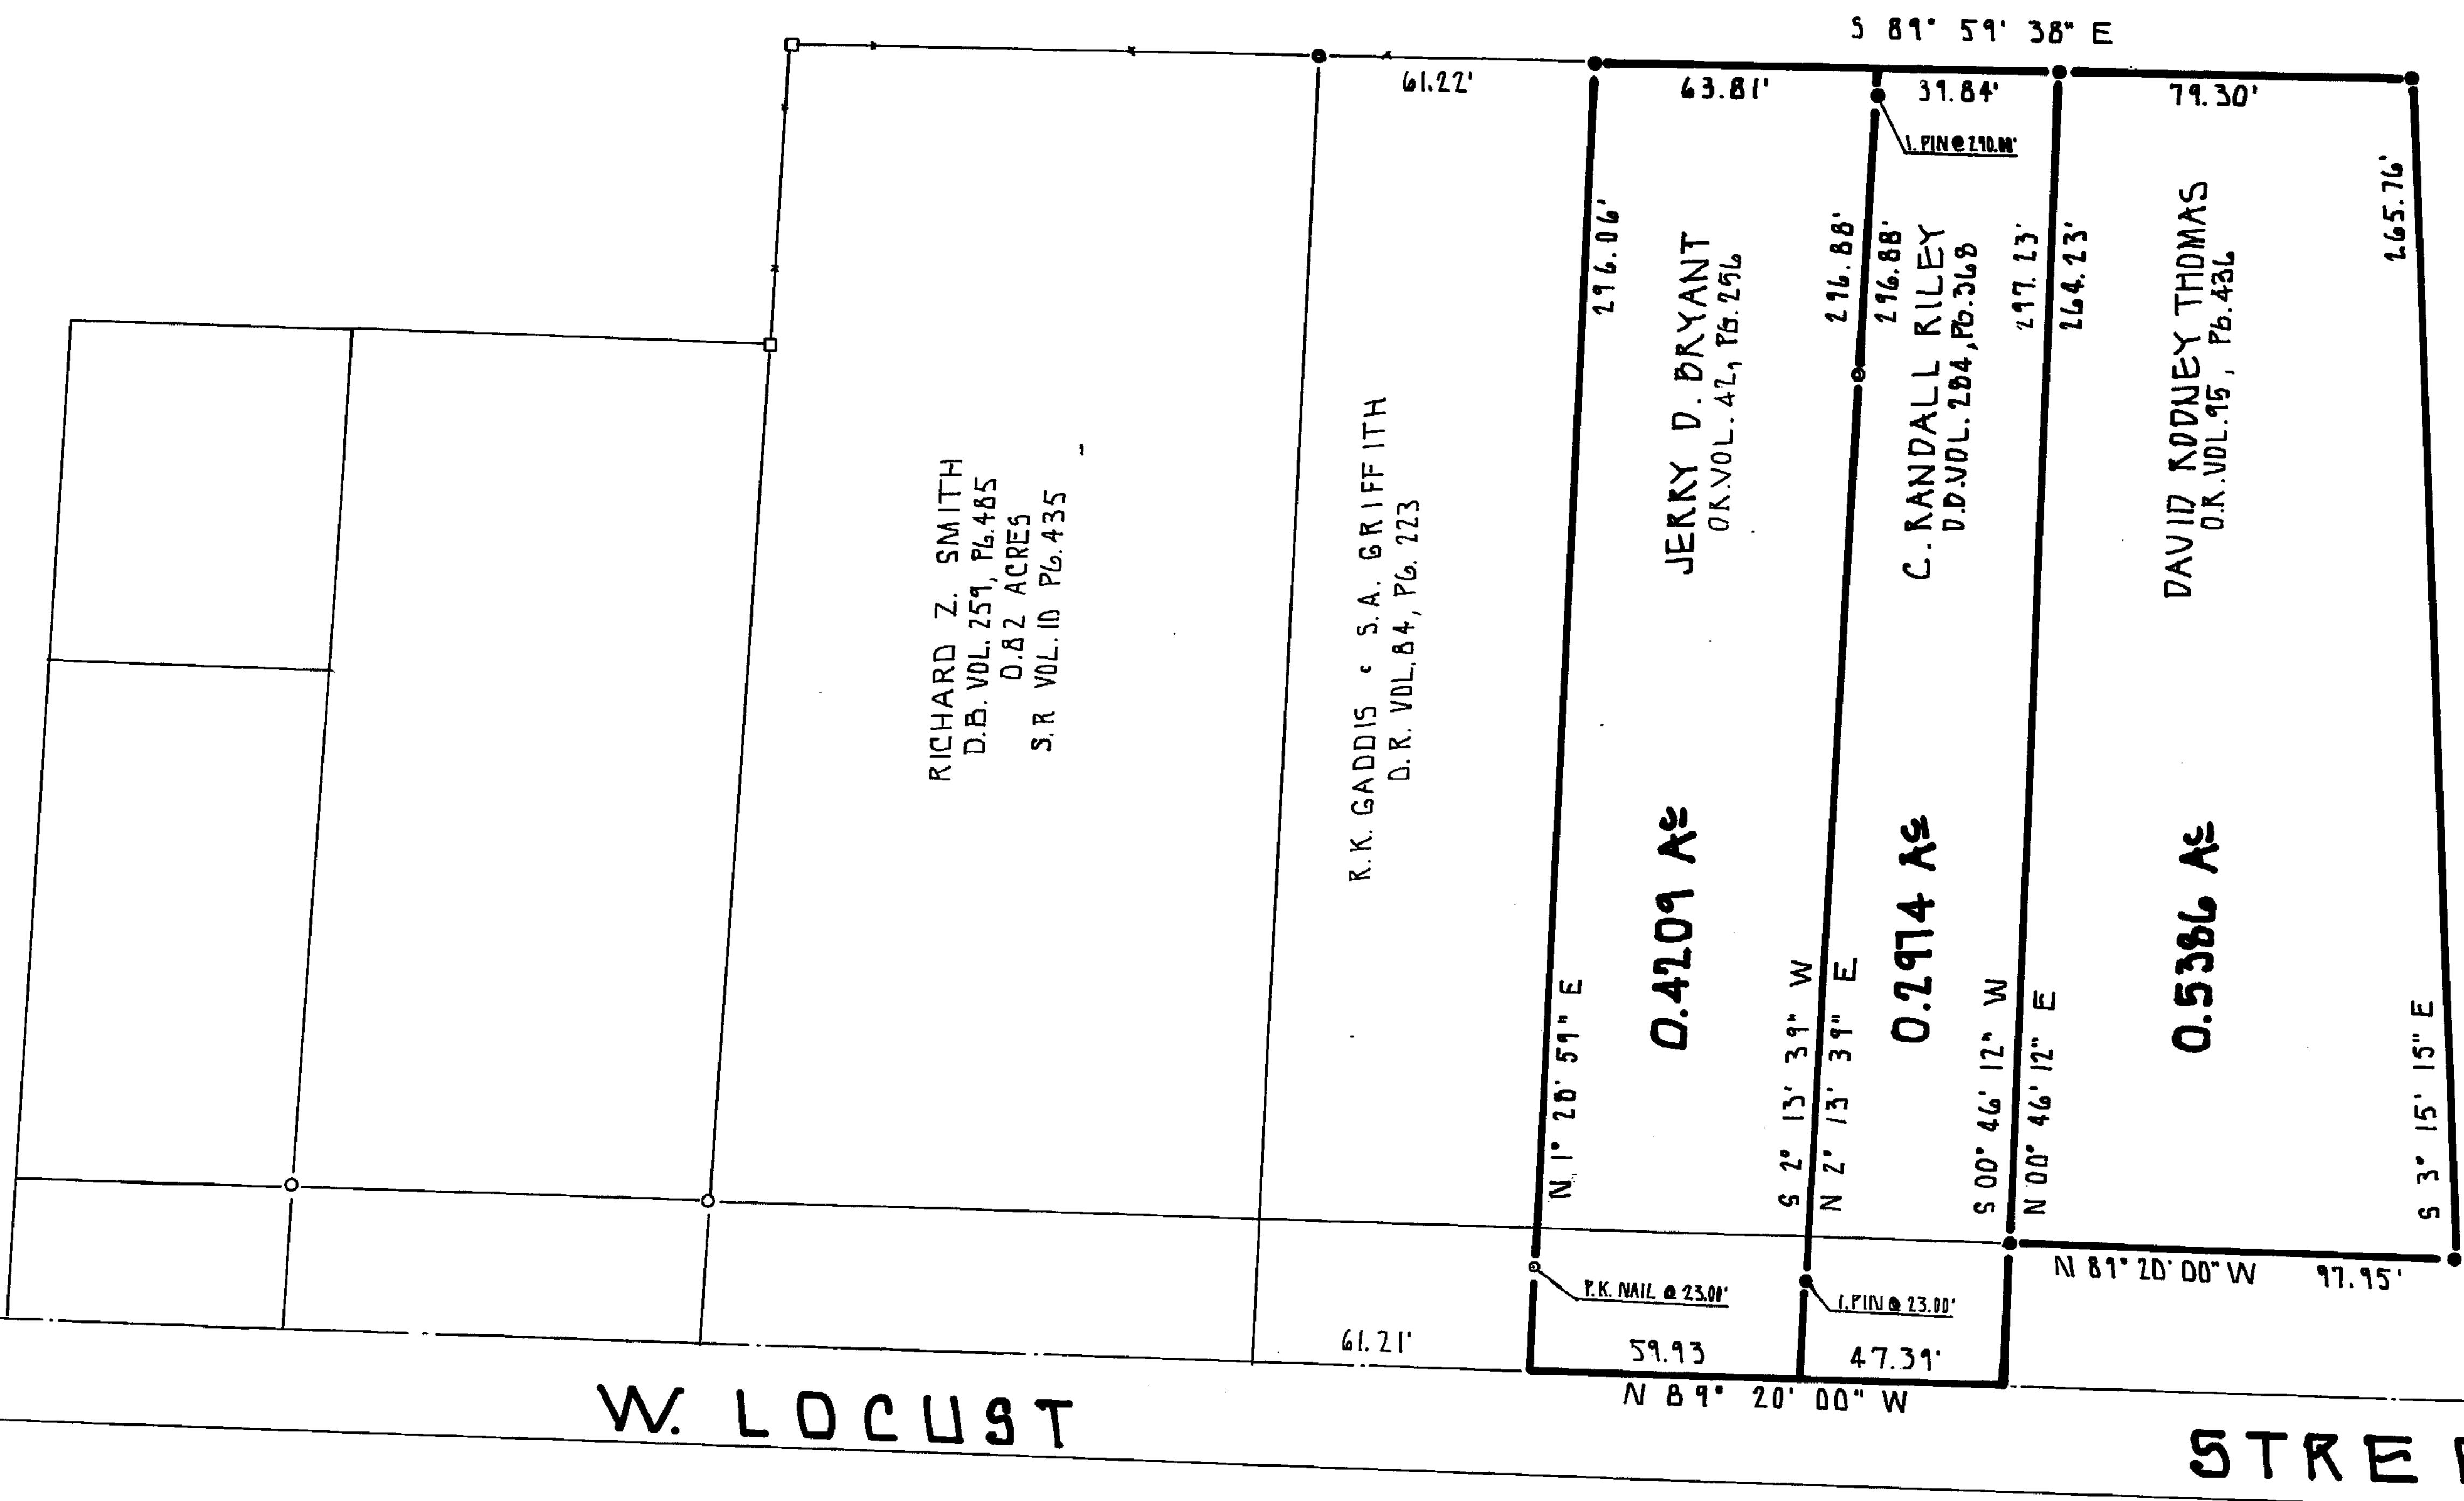 S 89° 59' 38" E
61.22'
63.81'
39.84'
79.30'
I. PIN @ 290.00'
296.06'
296.88'
296.88'
297.23'
264.23'
265.76'
RICHARD Z. SMITH
D.B. VOL. 259, PG. 485
0.82 ACRES
S.R VOL. 10 PG. 435
R.K. GADDIS & S.A. GRIFFITH
D.R. VOL. 84, PG. 223
JERRY D. BRYANT
O.R. VOL. 42, PG. 256
C. RANDALL RILEY
D.D. VOL. 284, PG. 368
DAVID RODNEY THOMAS
O.R. VOL. 95, PG. 436
0.4209 Ac
0.2974 Ac
0.5386 Ac
N 1° 20' 59" E
S 2° 13' 39" W
N 2° 13' 39" E
S 00° 46' 12" W
N 00° 46' 12" E
S 3° 15' 15" E
P.K. NAIL @ 23.00'
I. PIN @ 23.00'
N 89° 20' 00" W 97.95'
61.21'
59.93
47.39'
N 89° 20' 00" W
W. LOCUST
STRE